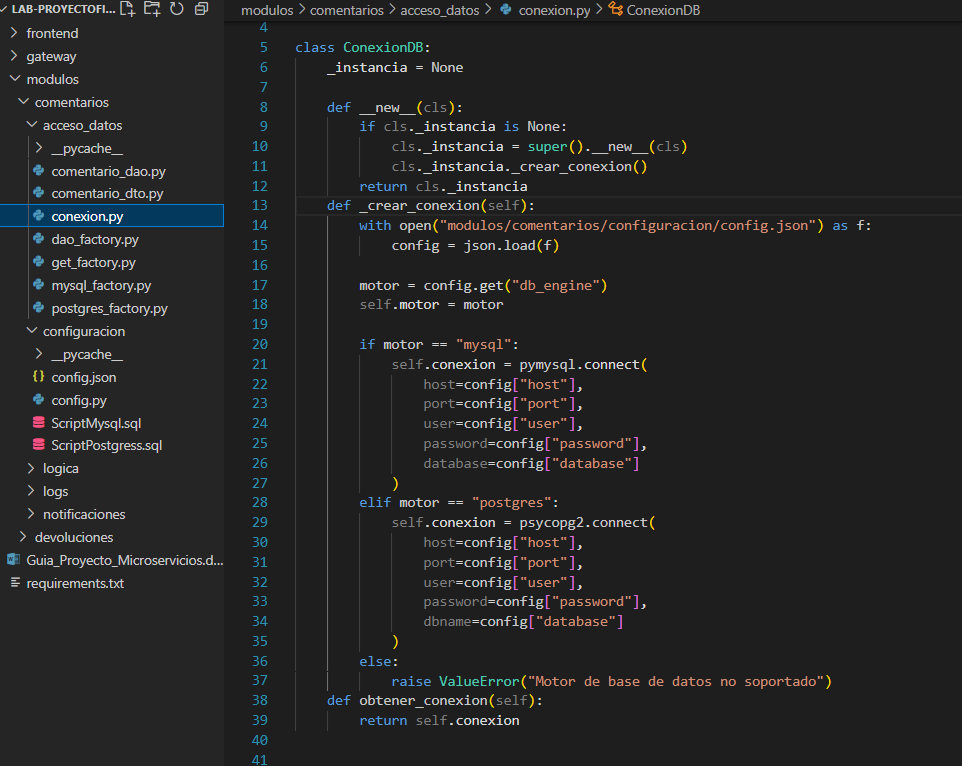 LAB-PROYECTOFI...
frontend
gateway
modulos
comentarios
acceso_datos
__pycache__
comentario_dao.py
comentario_dto.py
conexion.py
dao_factory.py
get_factory.py
mysql_factory.py
postgres_factory.py
configuracion
__pycache__
config.json
config.py
ScriptMysql.sql
ScriptPostgress.sql
logica
logs
notificaciones
devoluciones
Guia_Proyecto_Microservicios.d...
requirements.txt
modulos > comentarios > acceso_datos > conexion.py > ConexionDB
4
5 class ConexionDB:
6     _instancia = None
7
8     def __new__(cls):
9         if cls._instancia is None:
10             cls._instancia = super().__new__(cls)
11             cls._instancia._crear_conexion()
12         return cls._instancia
13     def _crear_conexion(self):
14         with open("modulos/comentarios/configuracion/config.json") as f:
15             config = json.load(f)
16
17         motor = config.get("db_engine")
18         self.motor = motor
19
20         if motor == "mysql":
21             self.conexion = pymysql.connect(
22                 host=config["host"],
23                 port=config["port"],
24                 user=config["user"],
25                 password=config["password"],
26                 database=config["database"]
27             )
28         elif motor == "postgres":
29             self.conexion = psycopg2.connect(
30                 host=config["host"],
31                 port=config["port"],
32                 user=config["user"],
33                 password=config["password"],
34                 dbname=config["database"]
35             )
36         else:
37             raise ValueError("Motor de base de datos no soportado")
38     def obtener_conexion(self):
39         return self.conexion
40
41